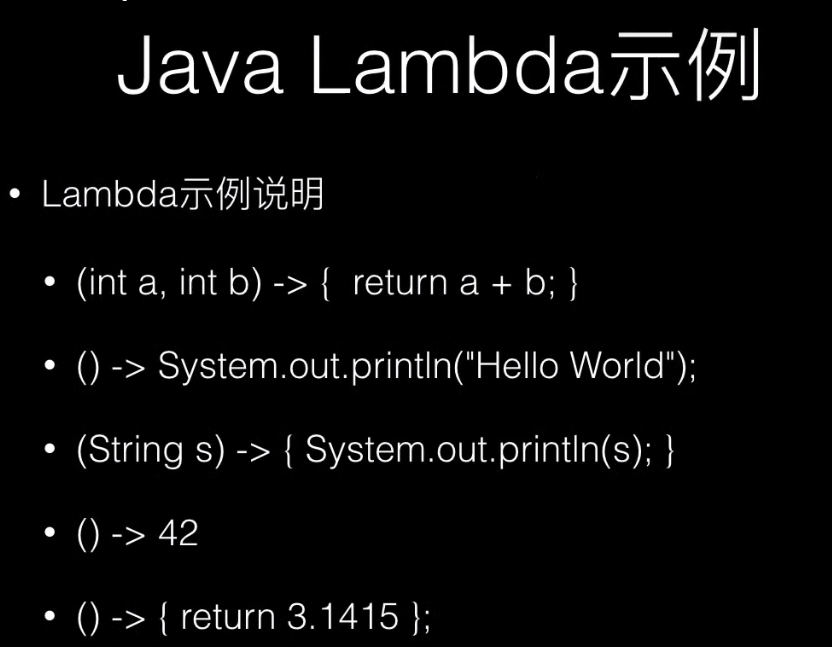 Java Lambda示例
• Lambda示例说明
• (int a, int b) -> {  return a + b; }
• () -> System.out.println("Hello World");
• (String s) -> { System.out.println(s); }
• () -> 42
• () -> { return 3.1415 };